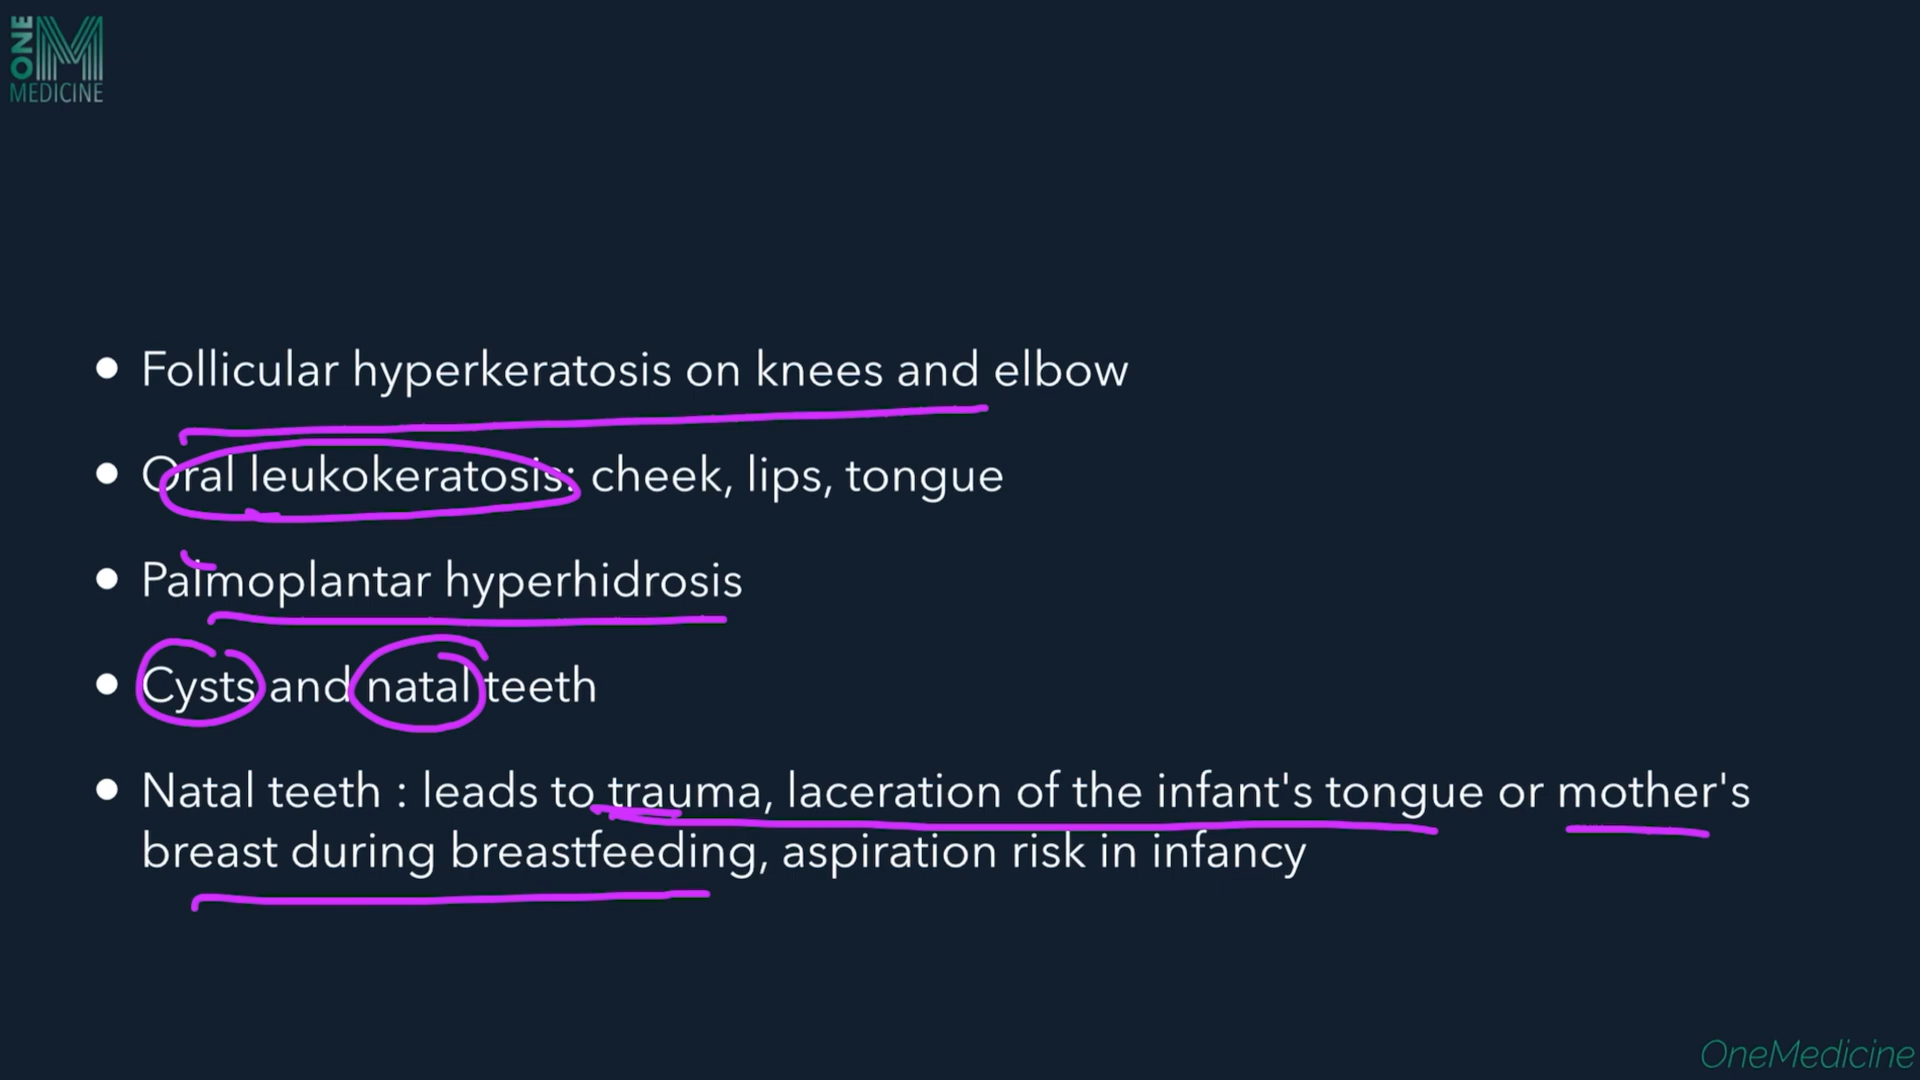 ONE
M
MEDICINE
• Follicular hyperkeratosis on knees and elbow
• Oral leukokeratosis: cheek, lips, tongue
• Palmoplantar hyperhidrosis
• Cysts and natal teeth
• Natal teeth : leads to trauma, laceration of the infant's tongue or mother's
breast during breastfeeding, aspiration risk in infancy
OneMedicine